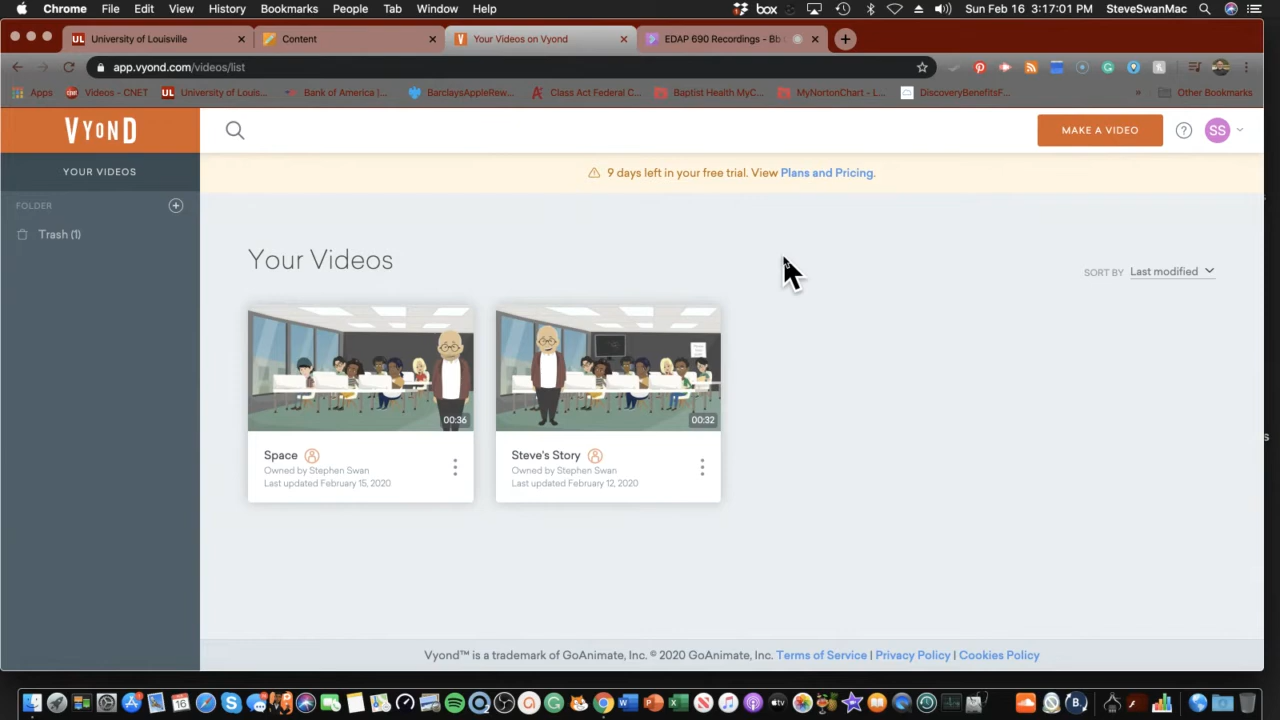 Chrome File Edit View History Bookmarks People Tab Window Help box Sun Feb 16 3:17:01 PM SteveSwanMac
UL University of Louisville Content Your Videos on Vyond EDAP 690 Recordings - Bb
app.vyond.com/videos/list
Apps Videos - CNET UL University of Louis... Bank of America |... BarclaysAppleRew... Class Act Federal C... Baptist Health MyC... MyNortonChart - L... DiscoveryBenefitsF... » Other Bookmarks
VYOND MAKE A VIDEO ? SS
YOUR VIDEOS
9 days left in your free trial. View Plans and Pricing.
FOLDER
Trash (1)
Your Videos
SORT BY Last modified
00:36 00:32
Space Steve's Story
Owned by Stephen Swan Owned by Stephen Swan
Last updated February 15, 2020 Last updated February 12, 2020
Vyond™ is a trademark of GoAnimate, Inc. © 2020 GoAnimate, Inc. Terms of Service | Privacy Policy | Cookies Policy